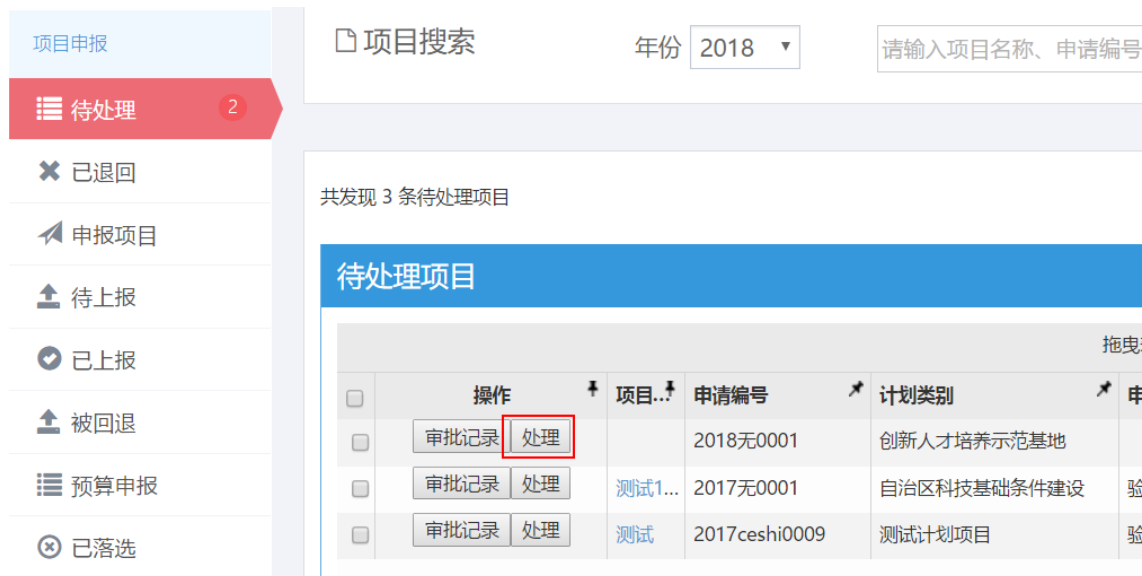 项目申报
待处理 2
已退回
申报项目
待上报
已上报
被回退
预算申报
已落选
项目搜索 年份 2018 请输入项目名称、申请编号
共发现 3 条待处理项目
待处理项目
拖曳
操作 项目... 申请编号 计划类别 申
审批记录 处理 2018无0001 创新人才培养示范基地
审批记录 处理 测试1... 2017无0001 自治区科技基础条件建设 验
审批记录 处理 测试 2017ceshi0009 测试计划项目 验